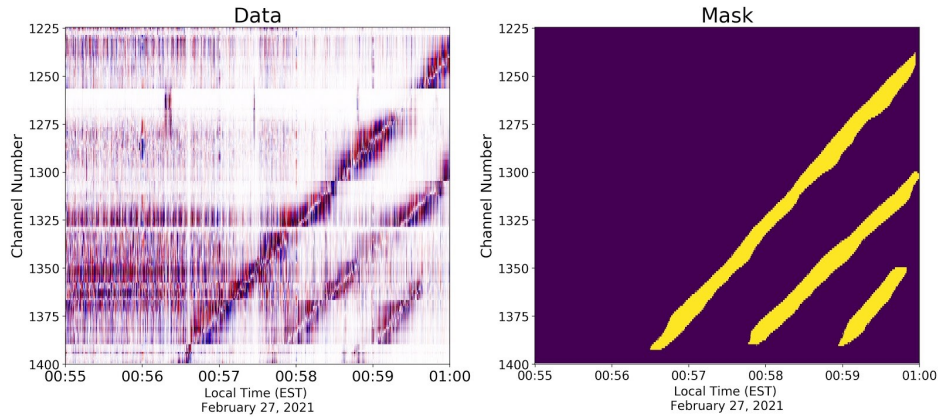 Data
Channel Number
1225
1250
1275
1300
1325
1350
1375
1400
00:55 00:56 00:57 00:58 00:59 01:00
Local Time (EST)
February 27, 2021
Mask
Channel Number
1225
1250
1275
1300
1325
1350
1375
1400
00:55 00:56 00:57 00:58 00:59 01:00
Local Time (EST)
February 27, 2021